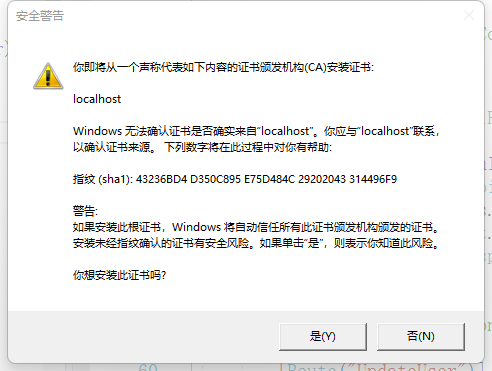 安全警告
你即将从一个声称代表如下内容的证书颁发机构(CA)安装证书:
localhost
Windows 无法确认证书是否确实来自“localhost”。你应与“localhost”联系，
以确认证书来源。 下列数字将在此过程中对你有帮助:
指纹 (sha1): 43236BD4 D350C895 E75D484C 29202043 314496F9
警告:
如果安装此根证书，Windows 将自动信任所有此证书颁发机构颁发的证书。
安装未经指纹确认的证书有安全风险。如果单击“是”，则表示你知道此风险。
你想安装此证书吗?
是(Y)
否(N)
60
[Route("UpdateUser")]